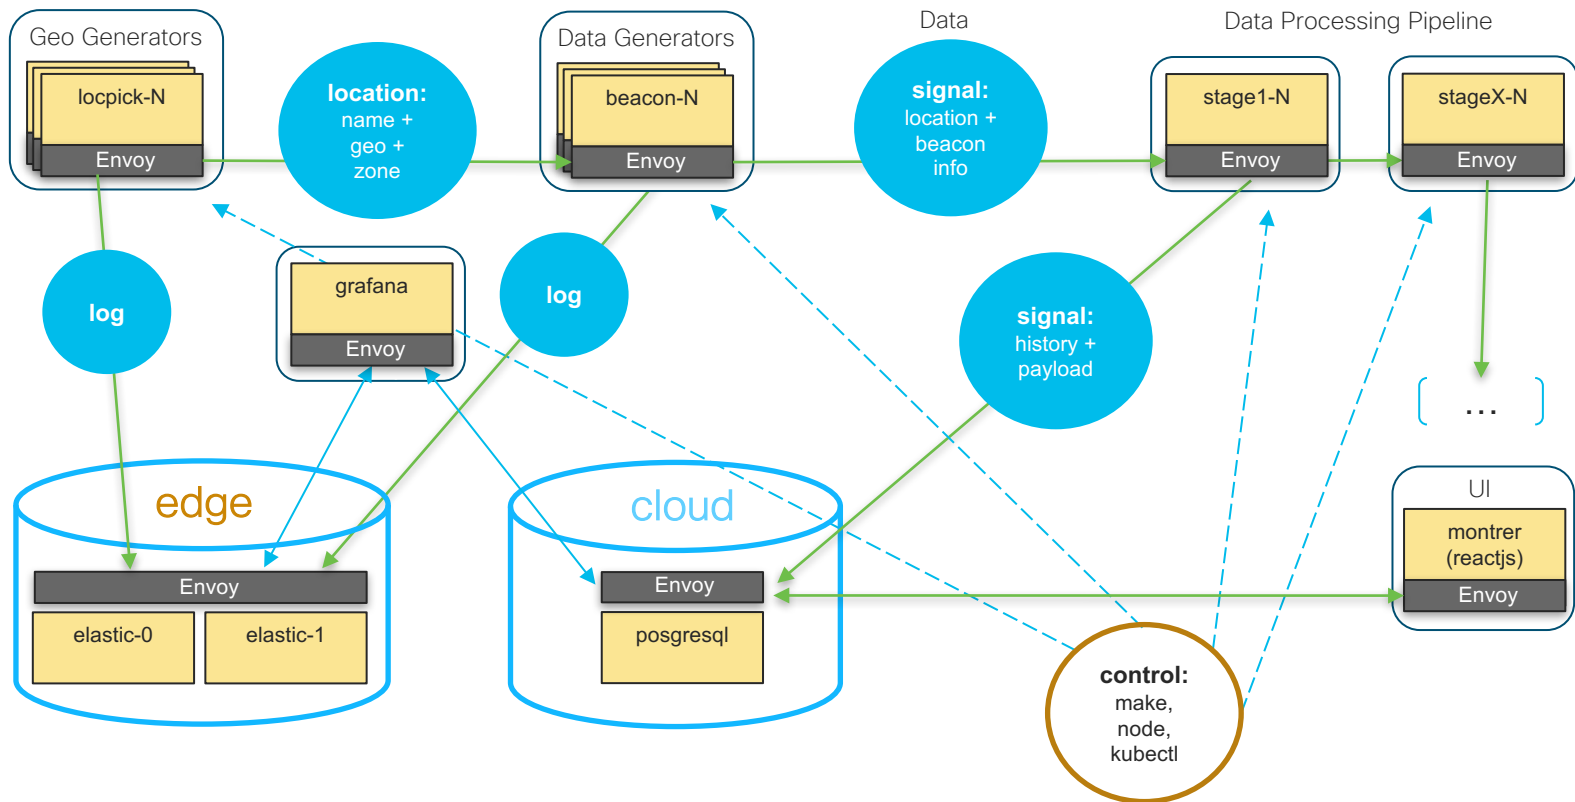 Geo Generators
locpick-N
Envoy
location:
name +
geo +
zone
Data Generators
beacon-N
Envoy
Data
signal:
location +
beacon
info
Data Processing Pipeline
stage1-N
Envoy
stageX-N
Envoy
log
grafana
Envoy
log
signal:
history +
payload
...
edge
Envoy
elastic-0
elastic-1
cloud
Envoy
posgresql
UI
montrer
(reactjs)
Envoy
control:
make,
node,
kubectl